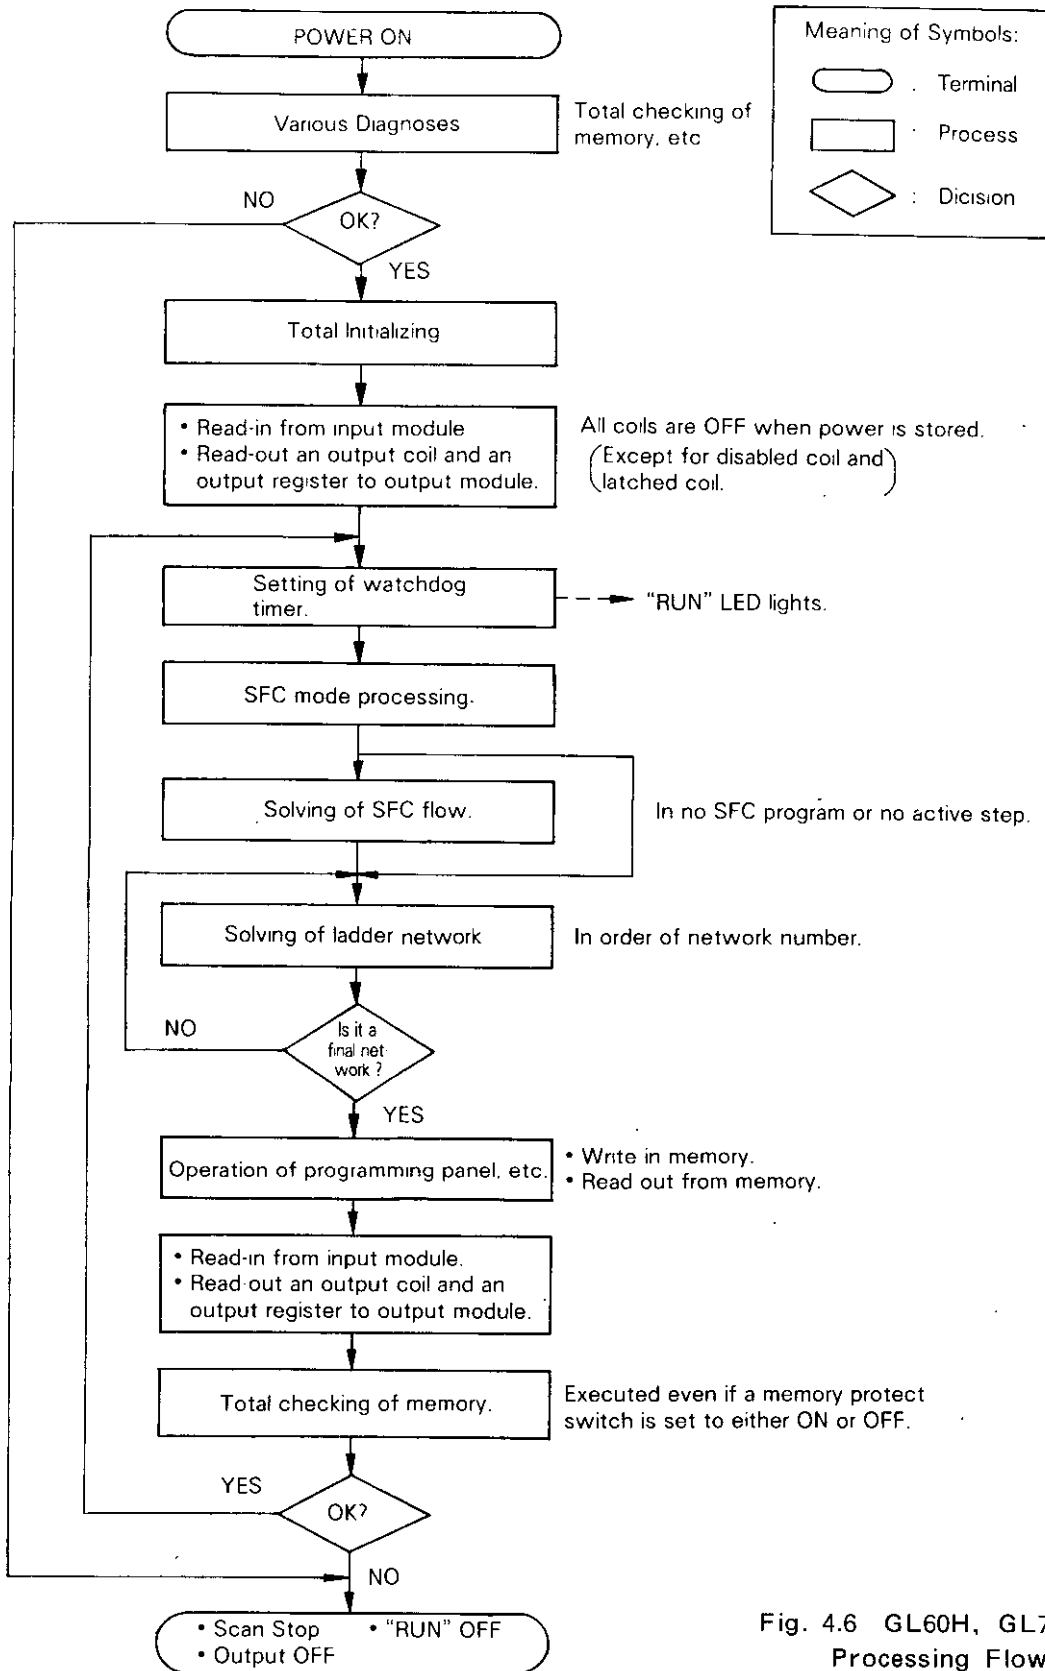 POWER ON
Meaning of Symbols:
. Terminal
: Process
: Dicision
Various Diagnoses
Total checking of
memory, etc
NO
OK?
YES
Total Initializing
• Read-in from input module
• Read-out an output coil and an
output register to output module.
All coils are OFF when power is stored.
(Except for disabled coil and
latched coil.)
Setting of watchdog
timer.
"RUN" LED lights.
SFC mode processing.
Solving of SFC flow.
In no SFC program or no active step.
Solving of ladder network
In order of network number.
NO
Is it a
final net-
work ?
YES
Operation of programming panel, etc.
• Write in memory.
• Read out from memory.
• Read-in from input module.
• Read-out an output coil and an
output register to output module.
Total checking of memory.
Executed even if a memory protect
switch is set to either ON or OFF.
YES
OK?
NO
• Scan Stop • "RUN" OFF
• Output OFF
Fig. 4.6 GL60H, GL7
Processing Flow